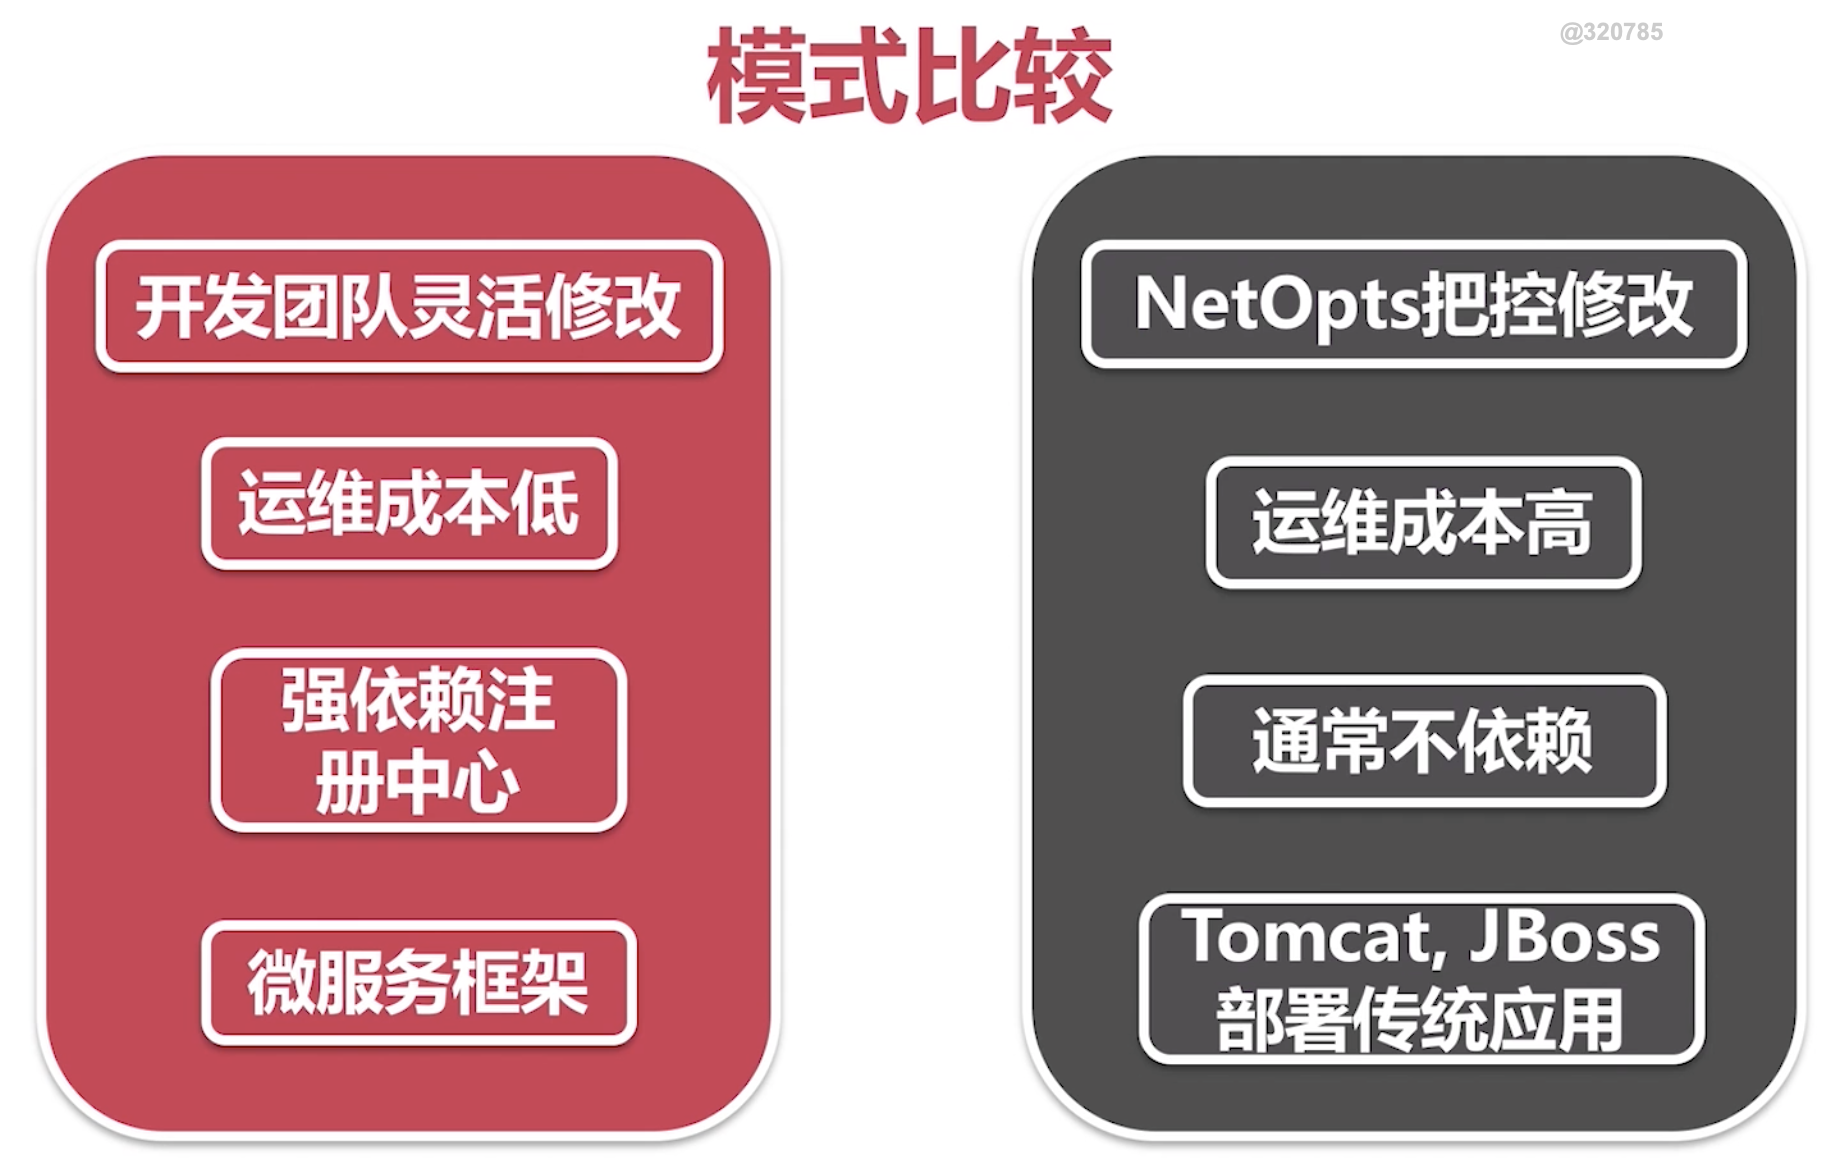 模式比较
@320785
开发团队灵活修改
运维成本低
强依赖注
册中心
微服务框架
NetOpts把控修改
运维成本高
通常不依赖
Tomcat, JBoss
部署传统应用